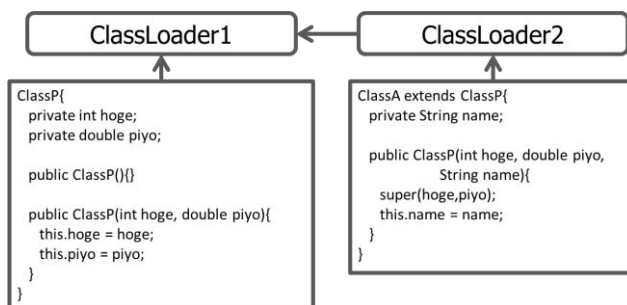 ClassLoader1
ClassLoader2
ClassP{
private int hoge;
private double piyo;
public ClassP(){}
public ClassP(int hoge, double piyo){
this.hoge = hoge;
this.piyo = piyo;
}
}
ClassA extends ClassP{
private String name;
public ClassP(int hoge, double piyo,
String name){
super(hoge,piyo);
this.name = name;
}
}